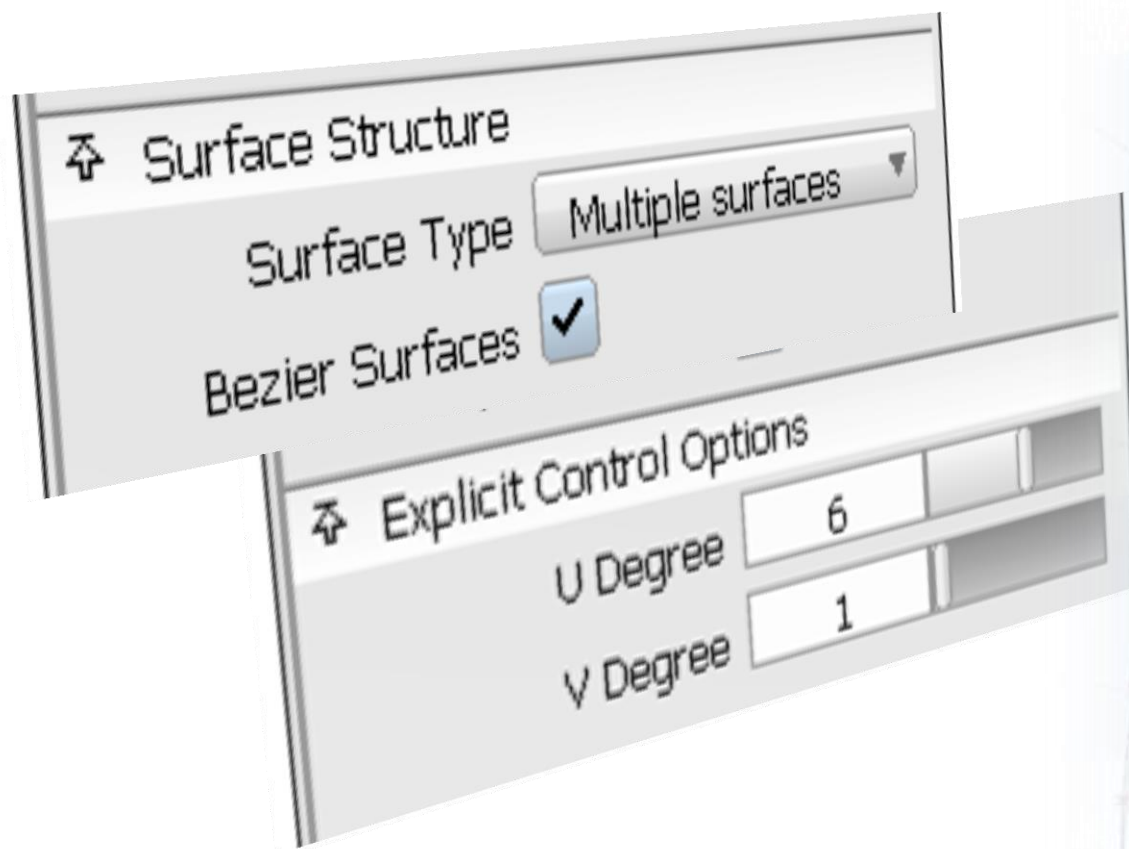 Surface Structure
Surface Type Multiple surfaces
Bezier Surfaces
Explicit Control Options
U Degree 6
V Degree 1